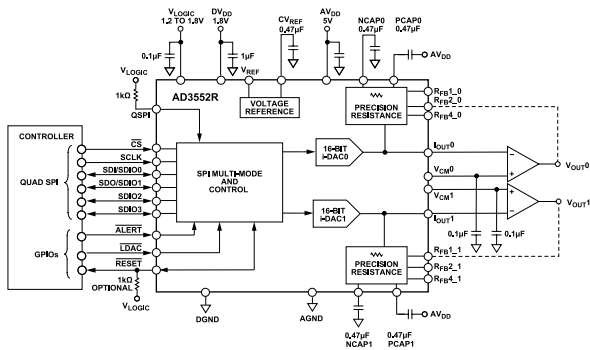 VLOGIC
1.2 TO 1.8V
DVDD
1.8V
CVREF
0.47µF
AVDD
5V
NCAP0
0.47µF
PCAP0
0.47µF
AVDD
0.1µF
1µF
VLOGIC
VREF
1kΩ
QSPI
AD3552R
VOLTAGE
REFERENCE
PRECISION
RESISTANCE
RFB1_0
RFB2_0
RFB4_0
CONTROLLER
QUAD SPI
GPIOs
CS
SCLK
SDI/SDIO0
SDO/SDIO1
SDIO2
SDIO3
ALERT
LDAC
RESET
1kΩ
OPTIONAL
VLOGIC
SPI MULTI-MODE
AND
CONTROL
16-BIT
i-DAC0
16-BIT
i-DAC1
IOUT0
VCM0
VCM1
IOUT1
–
+
+
–
VOUT0
VOUT1
0.1µF
0.1µF
PRECISION
RESISTANCE
RFB1_1
RFB2_1
RFB4_1
DGND
AGND
0.47µF
NCAP1
0.47µF
PCAP1
AVDD